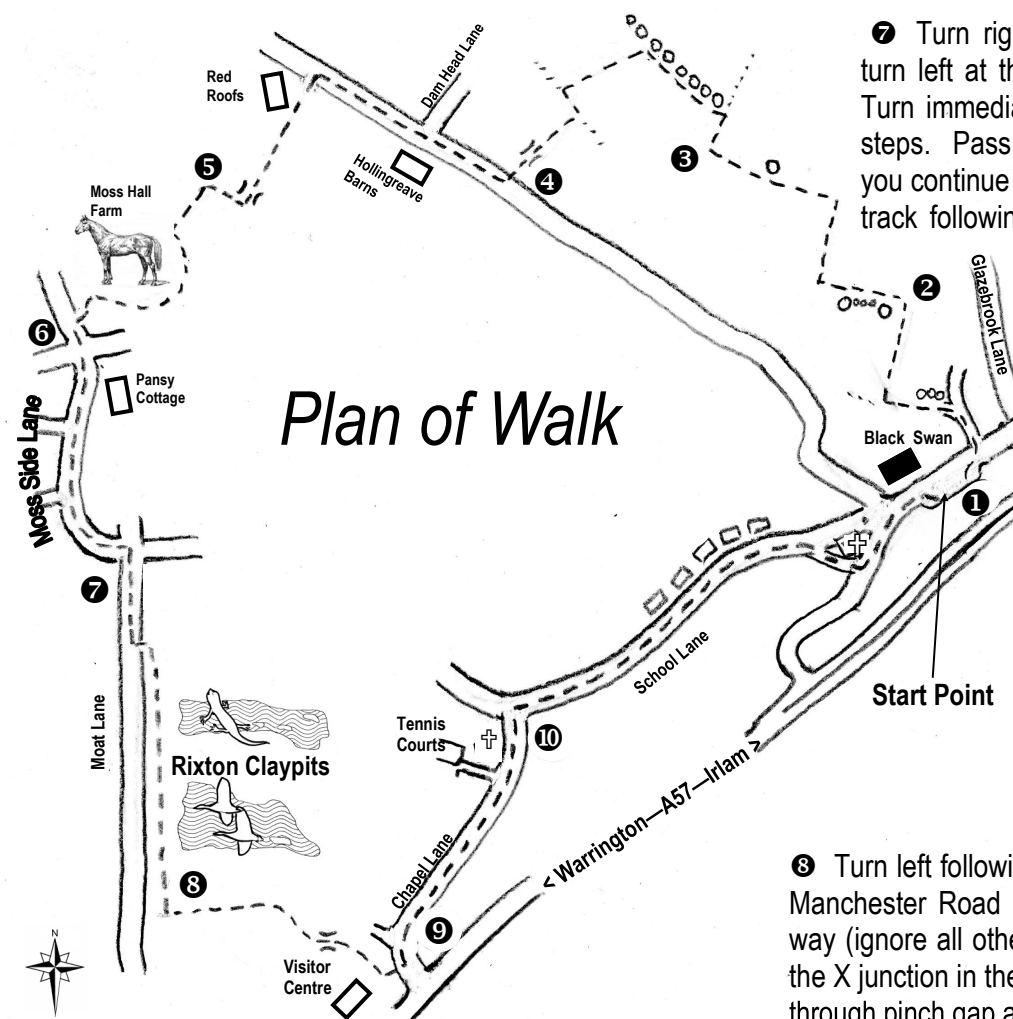 ❼ Turn rig
turn left at th
Turn immedia
steps. Pass
you continue
track followin
Red
Roofs
Dam Head Lane
Hollingreave
Barns
❺
❹
❸
Moss Hall
Farm
❷
Glazebrook Lane
❻
Pansy
Cottage
Moss Side Lane
Plan of Walk
Black Swan
❶
❼
School Lane
Start Point
Moat Lane
Tennis
Courts
❿
Rixton Claypits
< Warrington—A57—Irlam >
Chapel Lane
❽
❾
Visitor
Centre
N
❽ Turn left followi
Manchester Road
way (ignore all othe
the X junction in the
through pinch gap a